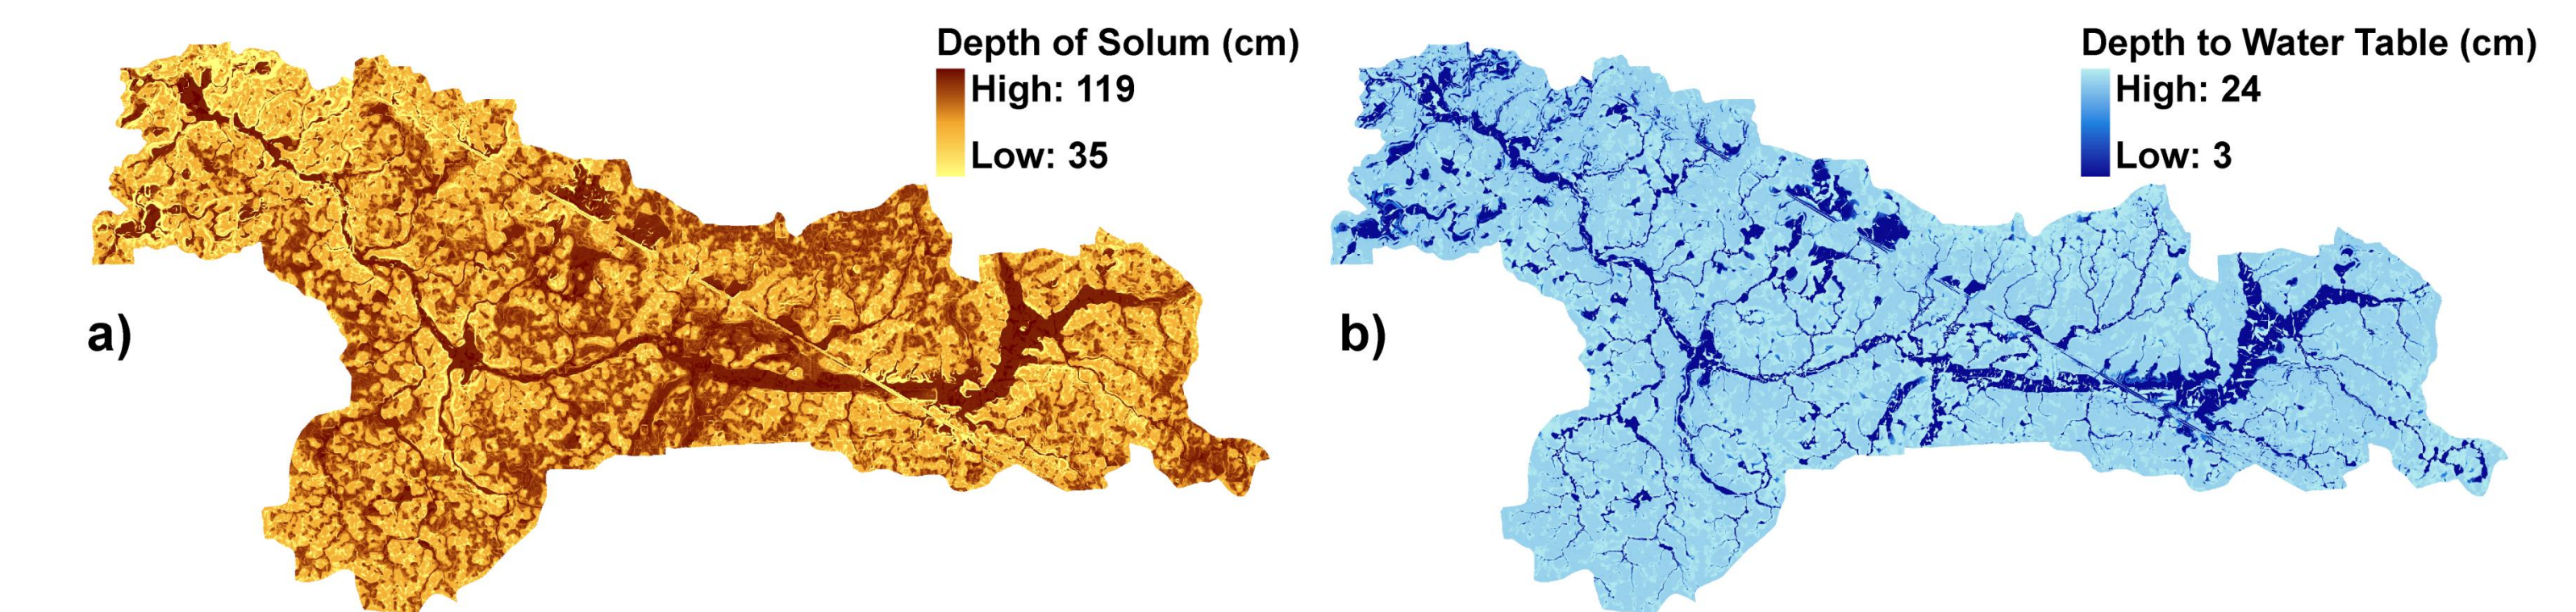 Depth of Solum (cm)
High: 119
Low: 35
a)
Depth to Water Table (cm)
High: 24
Low: 3
b)